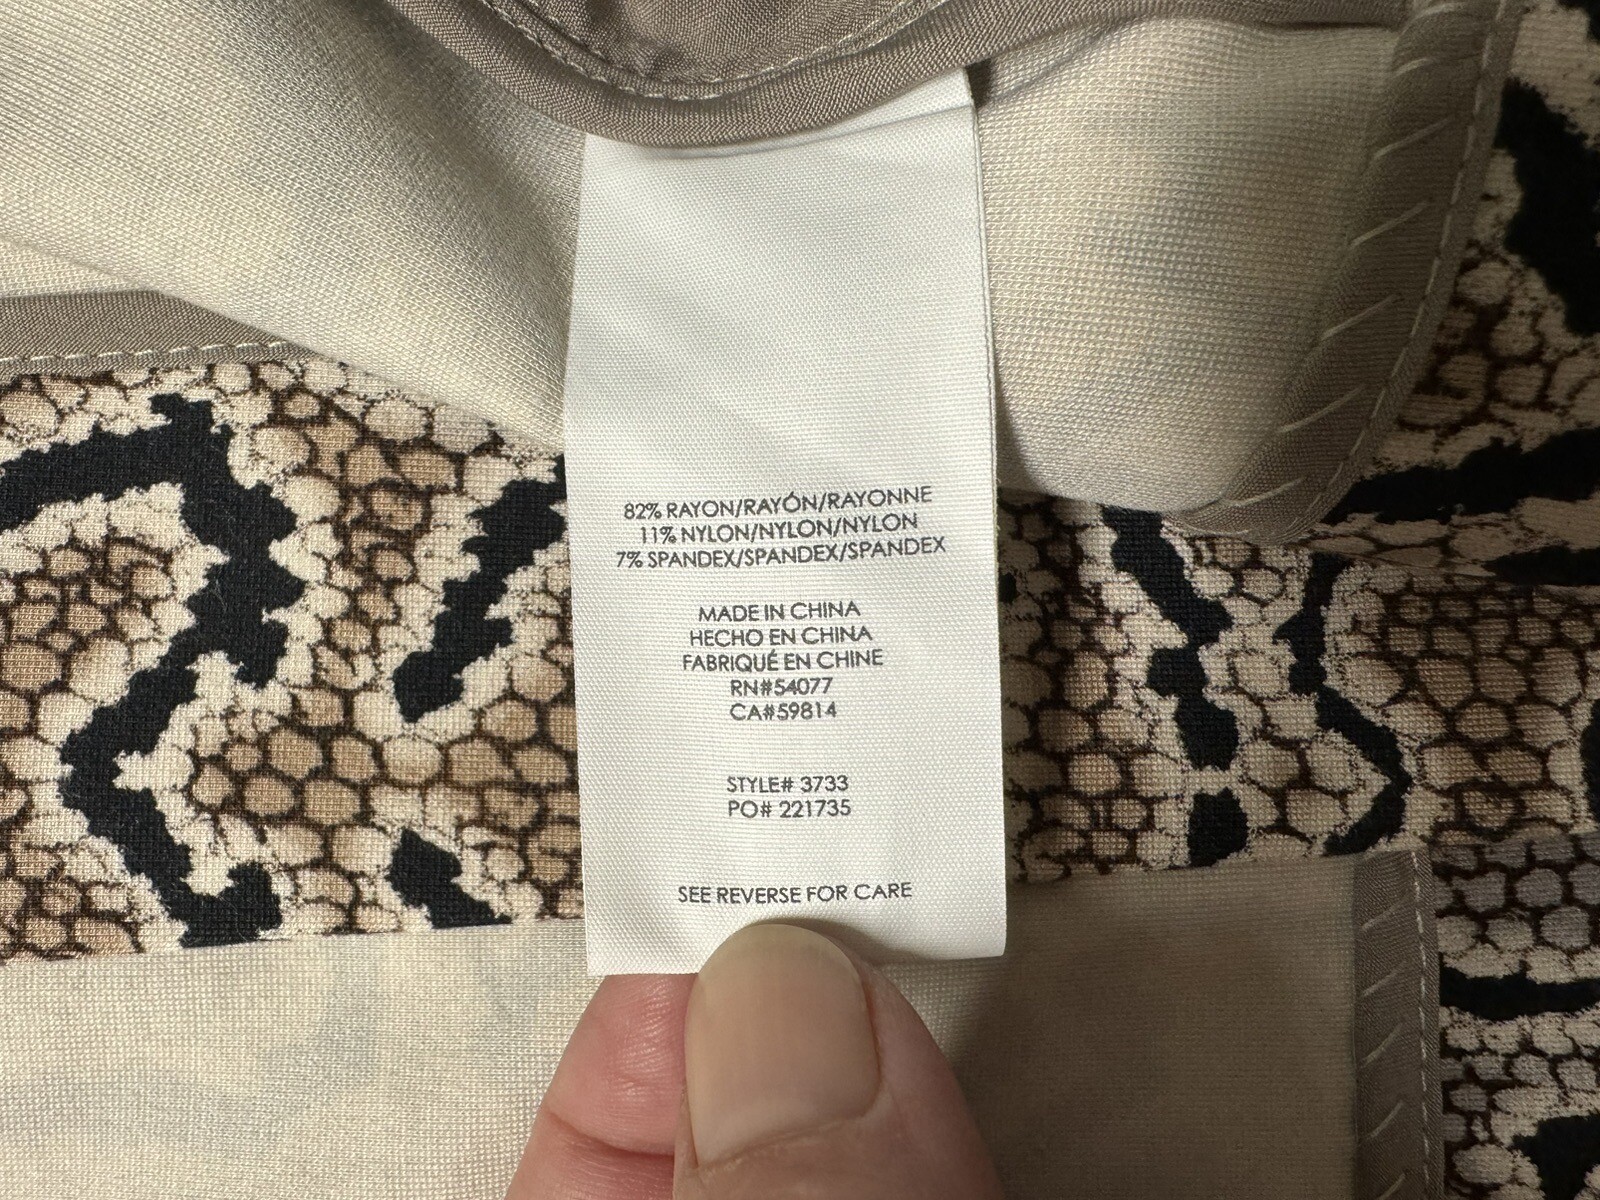 82% RAYON/RAYÓN/RAYONNE
11% NYLON/NYLON/NYLON
7% SPANDEX/SPANDEX/SPANDEX
MADE IN CHINA
HECHO EN CHINA
FABRIQUÉ EN CHINE
RN#54077
CA#59814
STYLE# 3733
PO# 221735
SEE REVERSE FOR CARE